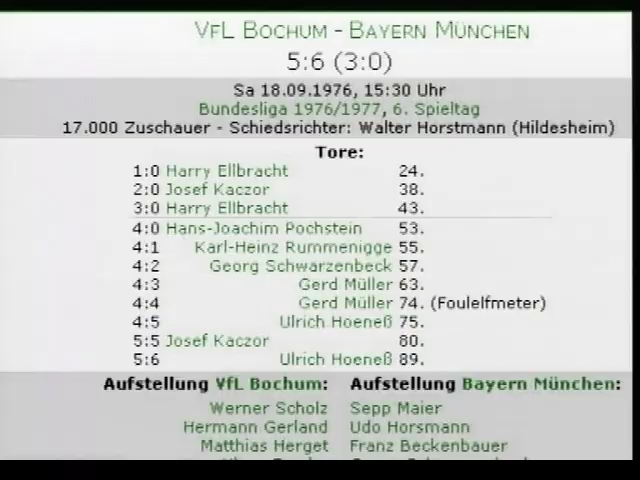 VfL Bochum - Bayern München
5:6 (3:0)
Sa 18.09.1976, 15:30 Uhr
Bundesliga 1976/1977, 6. Spieltag
17.000 Zuschauer - Schiedsrichter: Walter Horstmann (Hildesheim)
Tore:
1:0 Harry Ellbracht 24.
2:0 Josef Kaczor 38.
3:0 Harry Ellbracht 43.
4:0 Hans-Joachim Pochstein 53.
4:1 Karl-Heinz Rummenigge 55.
4:2 Georg Schwarzenbeck 57.
4:3 Gerd Müller 63.
4:4 Gerd Müller 74. (Foulelfmeter)
4:5 Ulrich Hoeneß 75.
5:5 Josef Kaczor 80.
5:6 Ulrich Hoeneß 89.
Aufstellung VfL Bochum: Aufstellung Bayern München:
Werner Scholz Sepp Maier
Hermann Gerland Udo Horsmann
Matthias Herget Franz Beckenbauer